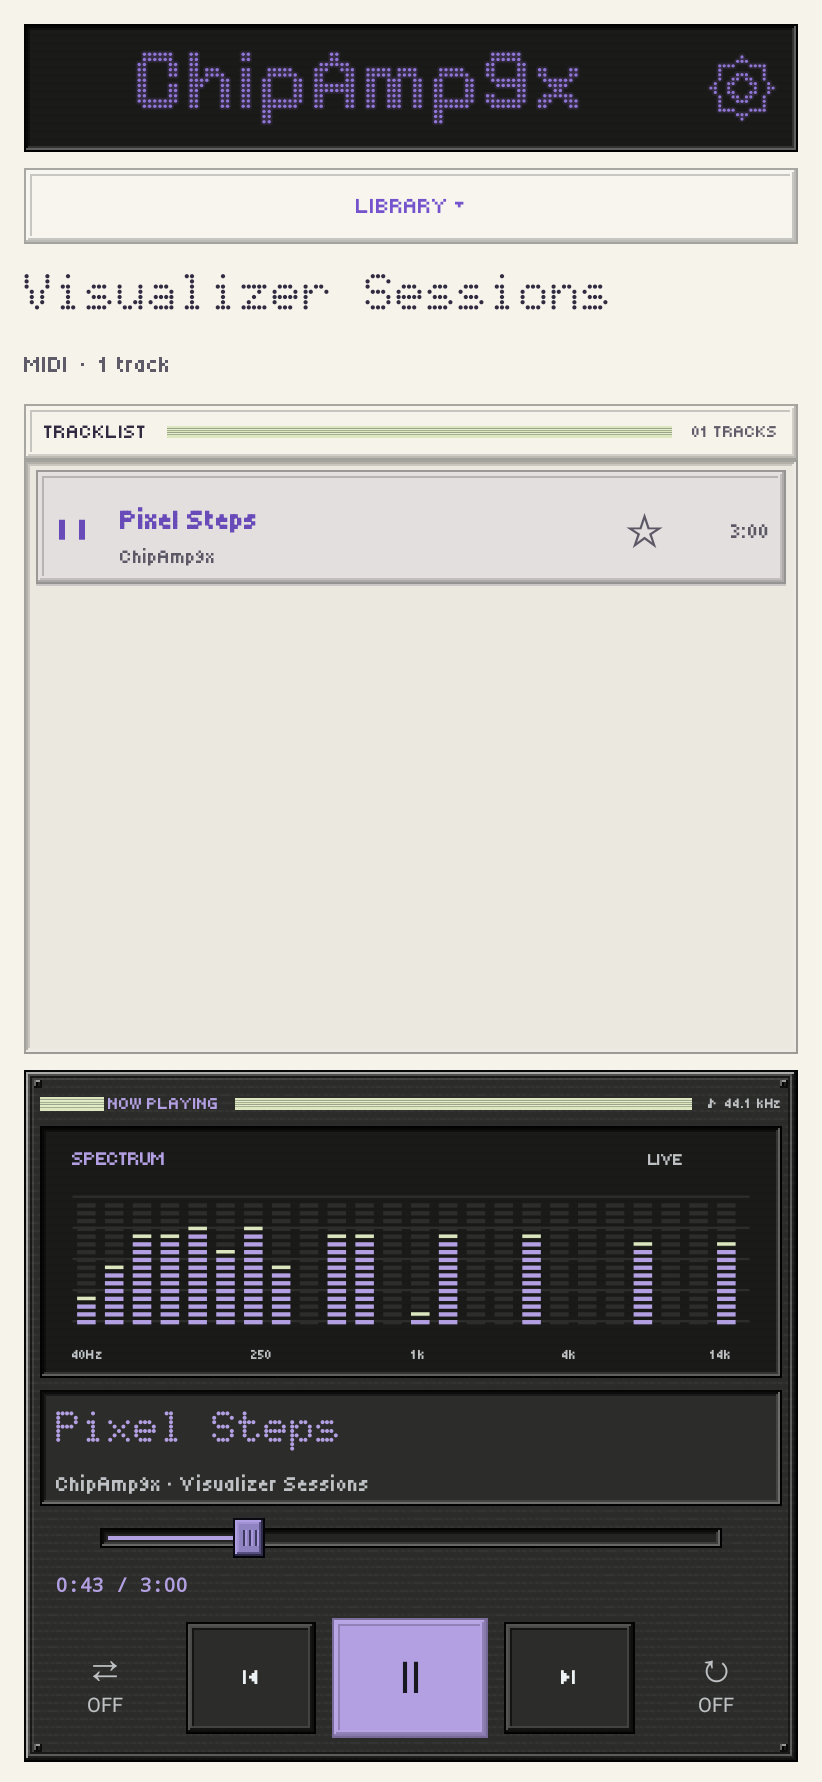 ChipAmp9x
LIBRARY
Visualizer Sessions
MIDI · 1 track
TRACKLIST 01 TRACKS
Pixel Steps
ChipAmp9x
3:00
NOW PLAYING 44.1 kHz
SPECTRUM LIVE
40Hz 250 1k 4k 14k
Pixel Steps
ChipAmp9x · Visualizer Sessions
0:43 / 3:00
OFF OFF